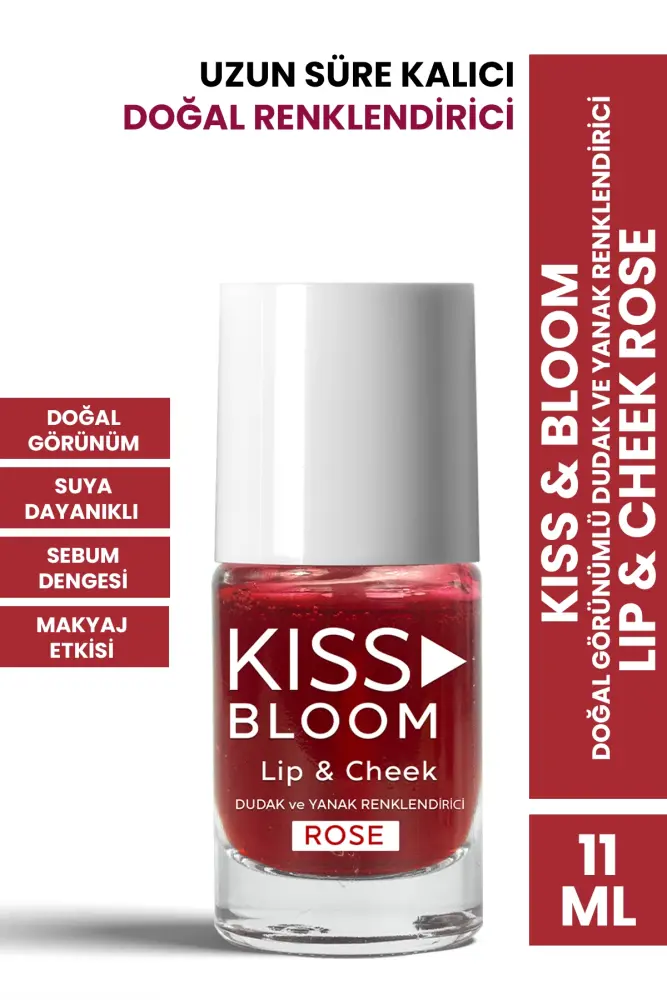 UZUN SÜRE KALICI
DOĞAL RENKLENDİRİCİ
DOĞAL
GÖRÜNÜM
SUYA
DAYANIKLI
SEBUM
DENGESİ
MAKYAJ
ETKİSİ
KISS
BLOOM
Lip & Cheek
DUDAK ve YANAK RENKLENDİRİCİ
ROSE
KISS & BLOOM
DOĞAL GÖRÜNÜMLÜ DUDAK VE YANAK RENKLENDİRİCİ
LIP & CHEEK ROSE
11
ML